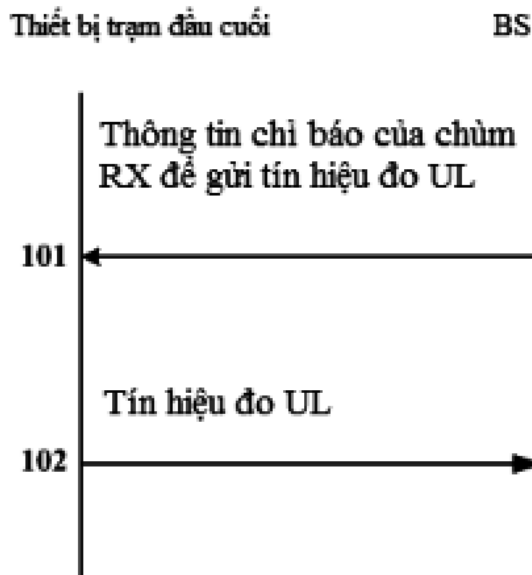 Thiết bị trạm đầu cuối BS
Thông tin chỉ báo của chùm
RX để gửi tín hiệu đo UL
101
Tín hiệu đo UL
102